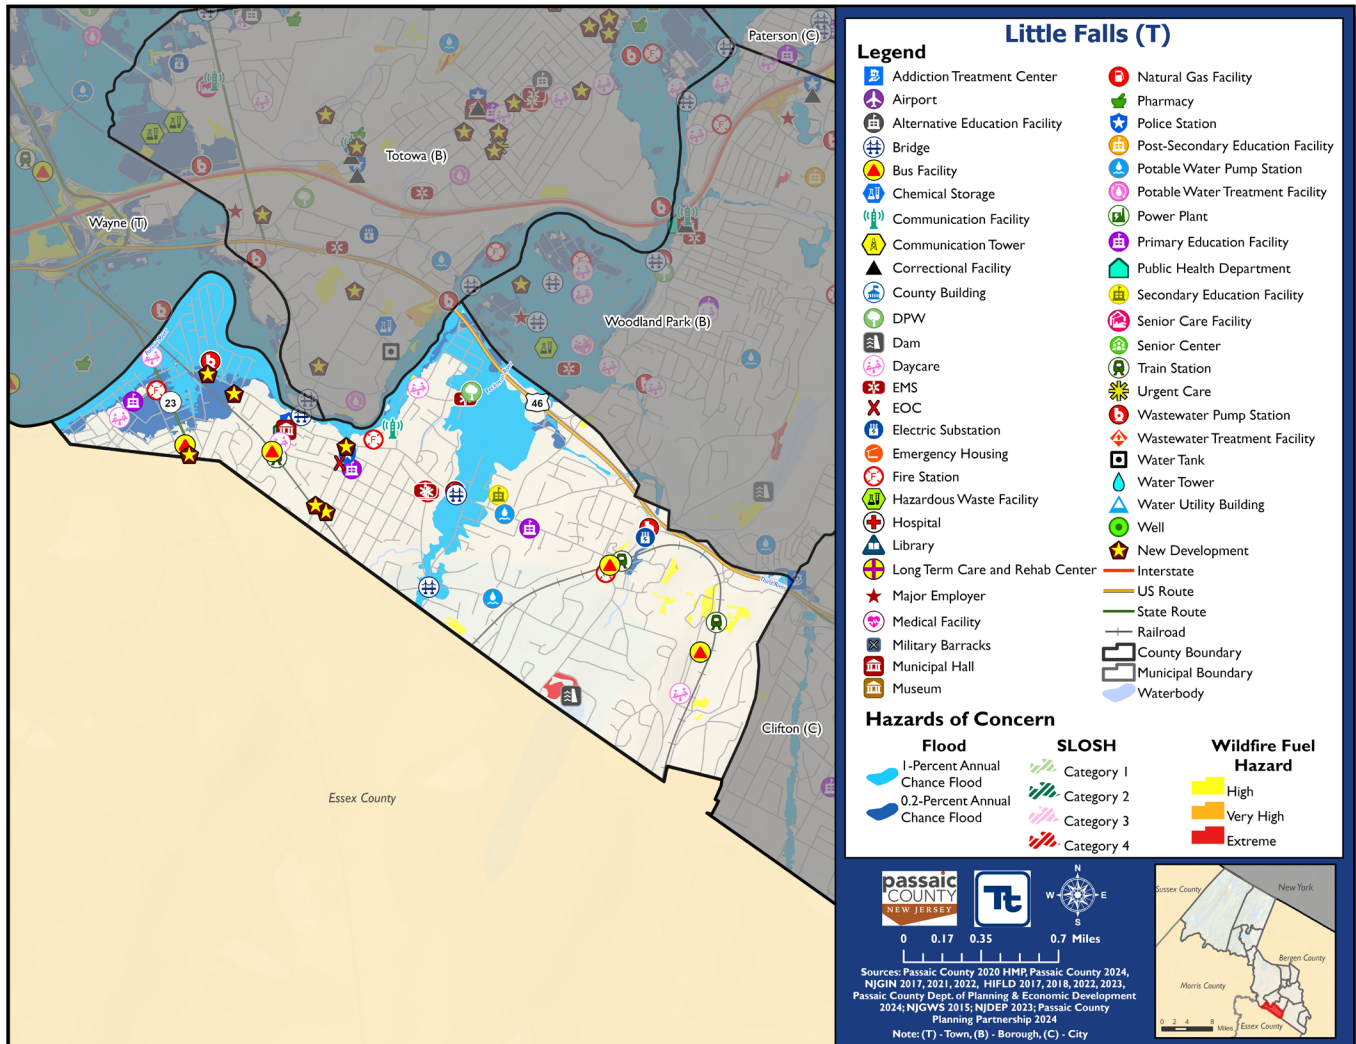 Little Falls (T)
Legend
Addiction Treatment Center
Airport
Alternative Education Facility
Bridge
Bus Facility
Chemical Storage
Communication Facility
Communication Tower
Correctional Facility
County Building
DPW
Dam
Daycare
EMS
EOC
Electric Substation
Emergency Housing
Fire Station
Hazardous Waste Facility
Hospital
Library
Long Term Care and Rehab Center
Major Employer
Medical Facility
Military Barracks
Municipal Hall
Museum
Natural Gas Facility
Pharmacy
Police Station
Post-Secondary Education Facility
Potable Water Pump Station
Potable Water Treatment Facility
Power Plant
Primary Education Facility
Public Health Department
Secondary Education Facility
Senior Care Facility
Senior Center
Train Station
Urgent Care
Wastewater Pump Station
Wastewater Treatment Facility
Water Tank
Water Tower
Water Utility Building
Well
New Development
Interstate
US Route
State Route
Railroad
County Boundary
Municipal Boundary
Waterbody
Hazards of Concern
Flood
1-Percent Annual
Chance Flood
0.2-Percent Annual
Chance Flood
SLOSH
Category 1
Category 2
Category 3
Category 4
Wildfire Fuel
Hazard
High
Very High
Extreme
Paterson (C)
Totowa (B)
Wayne (T)
Woodland Park (B)
23
46
Clifton (C)
Essex County
passaic
COUNTY
NEW JERSEY
Tt
N
W
E
S
0 0.17 0.35 0.7 Miles
Sources: Passaic County 2020 HMP, Passaic County 2024,
NJGIN 2017, 2021, 2022, HIFLD 2017, 2018, 2022, 2023,
Passaic County Dept. of Planning & Economic Development
2024; NJGWS 2015; NJDEP 2023; Passaic County
Planning Partnership 2024
Note: (T) - Town, (B) - Borough, (C) - City
Sussex County
New York
Bergen County
Morris County
Essex County
0 2 4 8 Miles